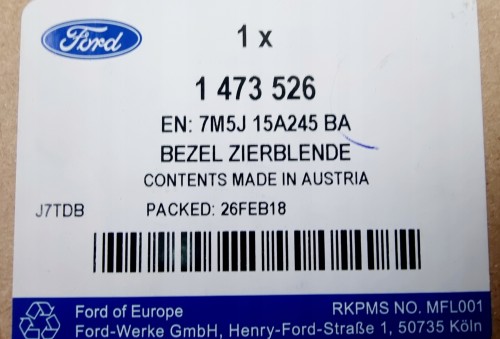 Ford
1 x
1 473 526
EN: 7M5J 15A245 BA
BEZEL ZIERBLENDE
CONTENTS MADE IN AUSTRIA
J7TDB PACKED: 26FEB18
Ford of Europe RKPMS NO. MFL001
Ford-Werke GmbH, Henry-Ford-Straße 1, 50735 Köln